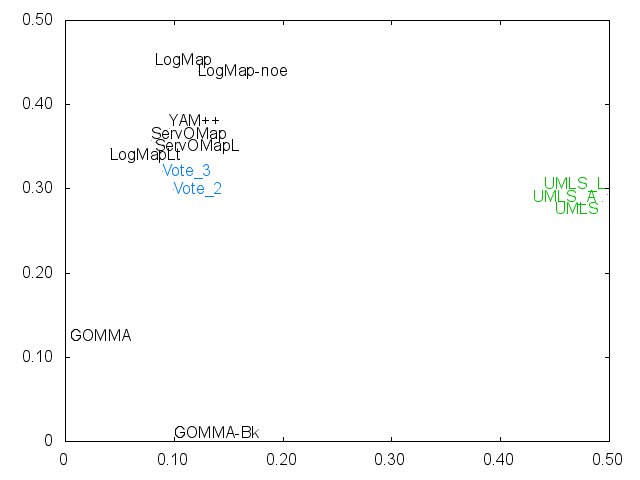 0.50
LogMap
LogMap-noe
0.40
YAM++
ServOMap
ServOMapL
LogMapLt
Vote_3
0.30
Vote_2
UMLS_L
UMLS_A
UMLS
0.20
GOMMA
0.10
GOMMA-Bk
0
0 0.10 0.20 0.30 0.40 0.50